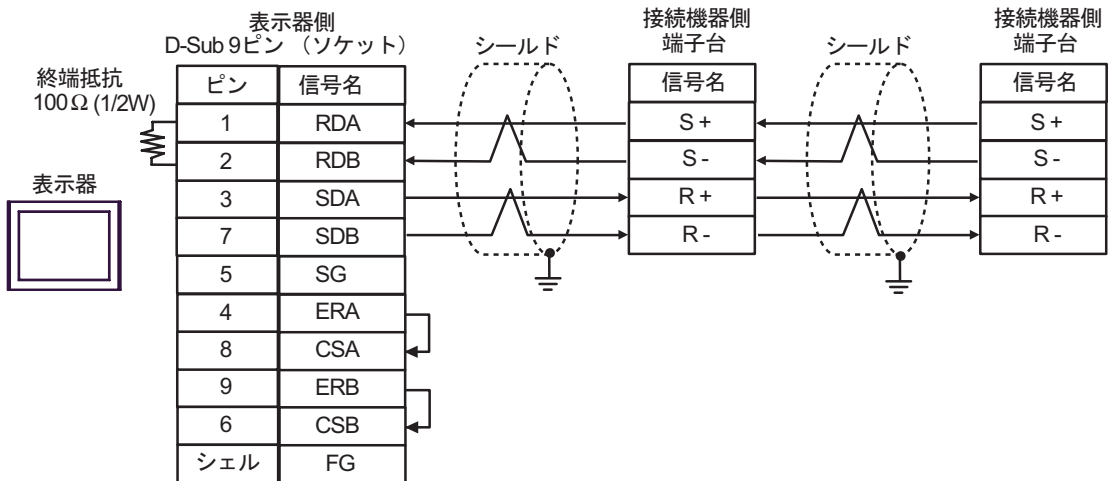 表示器側
D-Sub 9ピン （ソケット）
シールド
接続機器側
端子台
シールド
接続機器側
端子台
終端抵抗
100Ω (1/2W)
表示器
ピン 信号名
1 RDA
2 RDB
3 SDA
7 SDB
5 SG
4 ERA
8 CSA
9 ERB
6 CSB
シェル FG
信号名
S+
S-
R+
R-
信号名
S+
S-
R+
R-